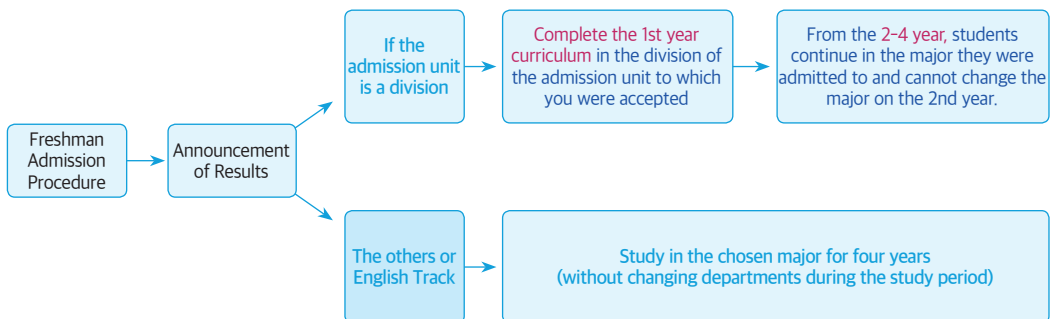 Freshman
Admission
Procedure
Announcement
of Results
If the
admission unit
is a division
Complete the 1st year
curriculum in the division of
the admission unit to which
you were accepted
From the 2-4 year, students
continue in the major they were
admitted to and cannot change the
major on the 2nd year.
The others or
English Track
Study in the chosen major for four years
(without changing departments during the study period)